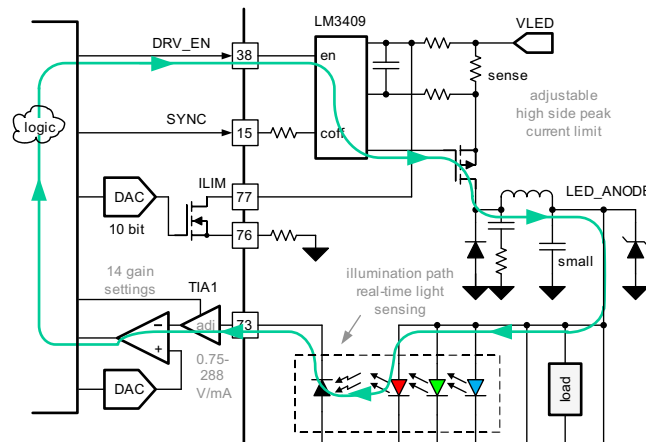 LM3409
VLED
DRV_EN
38
en
sense
adjustable
high side peak
current limit
logic
SYNC
15
coff
ILIM
77
LED_ANODE
DAC
10 bit
76
small
illumination path
real-time light
sensing
14 gain
settings
TIA1
adj
73
0.75-
288
V/mA
DAC
load